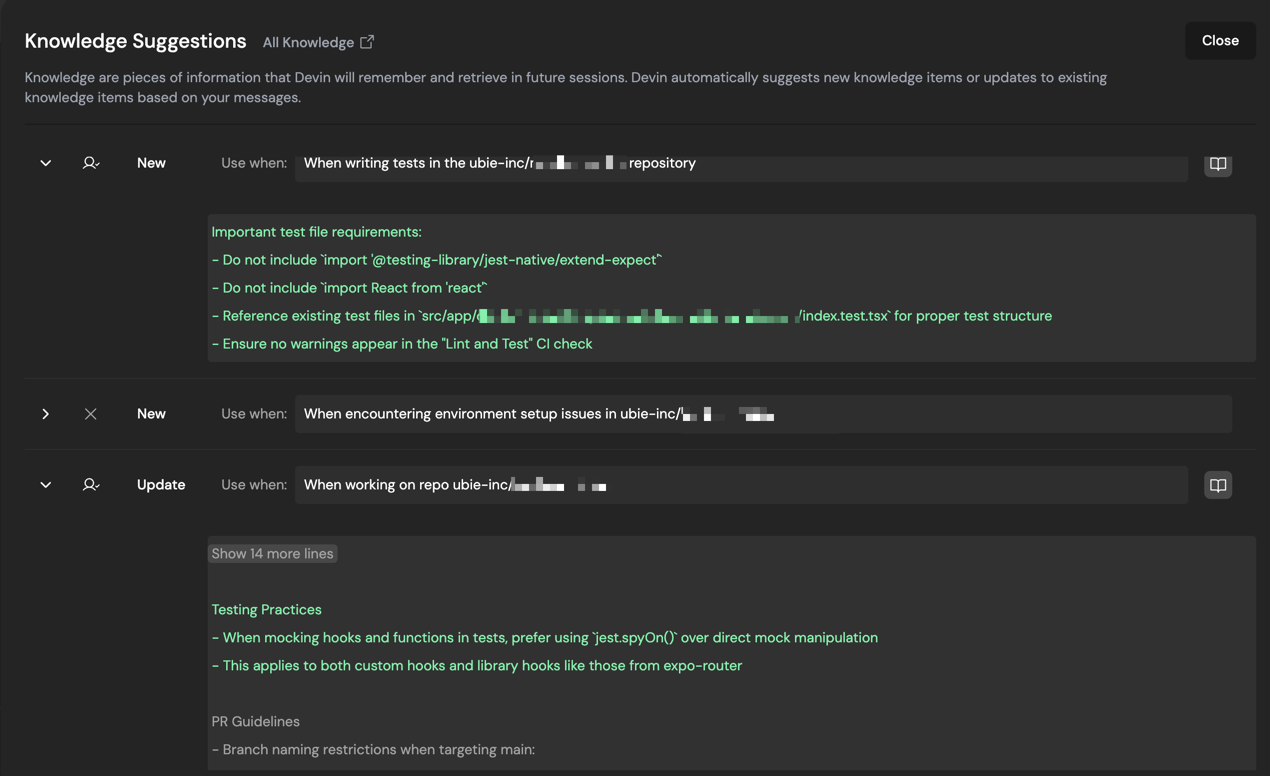 Knowledge Suggestions All Knowledge
Close
Knowledge are pieces of information that Devin will remember and retrieve in future sessions. Devin automatically suggests new knowledge items or updates to existing
knowledge items based on your messages.
New Use when: When writing tests in the ubie-inc/ repository
Important test file requirements:
- Do not include `import '@testing-library/jest-native/extend-expect'`
- Do not include `import React from 'react'`
- Reference existing test files in `src/app/ /index.test.tsx` for proper test structure
- Ensure no warnings appear in the "Lint and Test" CI check
New Use when: When encountering environment setup issues in ubie-inc/
Update Use when: When working on repo ubie-inc/
Show 14 more lines
Testing Practices
- When mocking hooks and functions in tests, prefer using `jest.spyOn()` over direct mock manipulation
- This applies to both custom hooks and library hooks like those from expo-router
PR Guidelines
- Branch naming restrictions when targeting main: